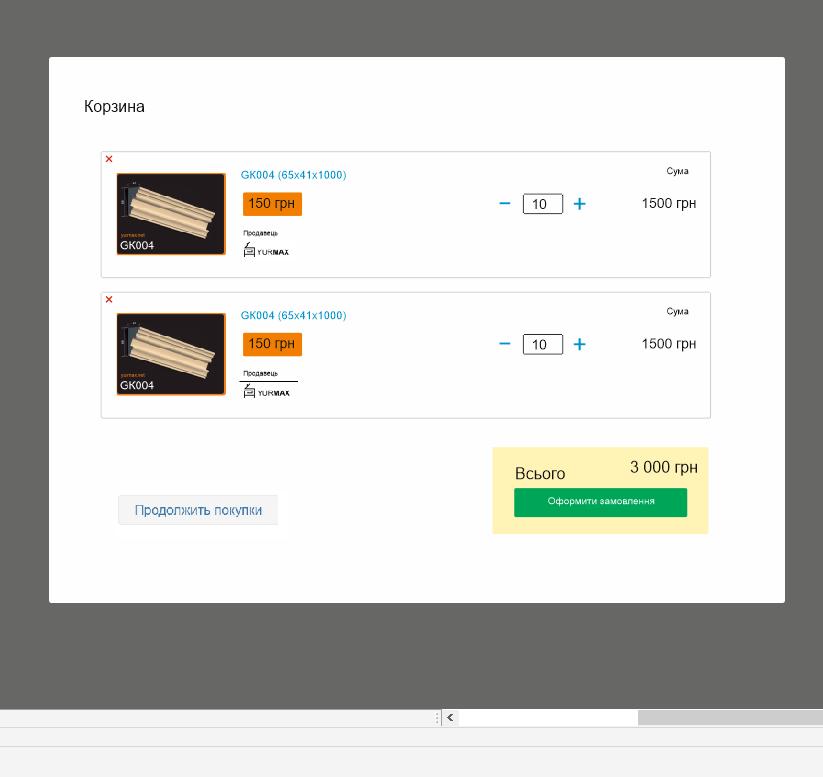 Корзина
GK004 (65x41x1000)
Сума
150 грн
10
1500 грн
Продавець
YURMAX
yurmax.net
GK004
GK004 (65x41x1000)
Сума
150 грн
10
1500 грн
Продавець
YURMAX
yurmax.net
GK004
Всього
3 000 грн
Оформити замовлення
Продолжить покупки